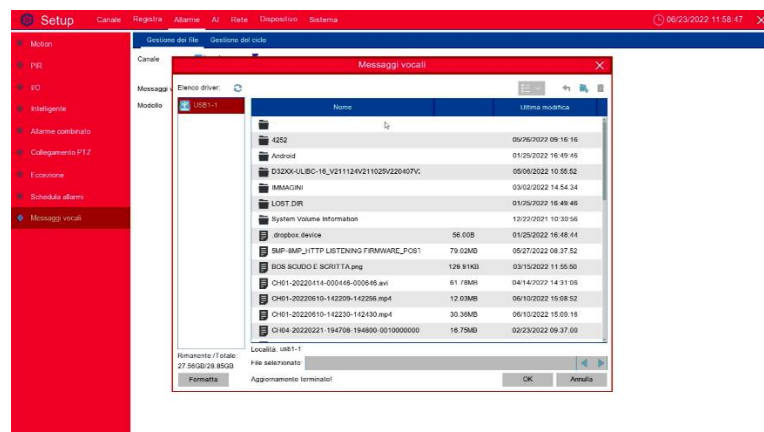 Setup Canale Registra Allarme AI Rete Dispositivo Sistema 06/23/2022 11:58:47
Motion
PIR
I/O
Intelligente
Allarme combinato
Collegamento PTZ
Eccezione
Schedula allarmi
Messaggi vocali
Gestione dei file Gestione del ciclo
Canale
Messaggi v
Modello
Messaggi vocali
Elenco driver:
USB1-1
Nome Ultima modifica
4252 05/26/2022 09:16:16
Android 01/25/2022 16:49:46
D32XX-ULIBC-16_V211124V211025V220407V2 05/06/2022 10:55:52
IMMAGINI 03/02/2022 14:54:34
LOST.DIR 01/25/2022 16:49:46
System Volume Information 12/22/2021 10:30:56
.dropbox.device 56.00B 01/25/2022 16:48:44
5MP-8MP_HTTP LISTENING FIRMWARE_POST 79.02MB 05/27/2022 08:37:52
BOS SCUDO E SCRITTA.png 129.91KB 03/15/2022 11:55:50
CH01-20220414-000446-000646.avi 61.78MB 04/14/2022 14:31:06
CH01-20220610-142209-142256.mp4 12.03MB 06/10/2022 15:08:52
CH01-20220610-142230-142430.mp4 30.36MB 06/10/2022 15:09:16
CH04-20220221-194708-194800-0010000000 16.75MB 02/23/2022 09:37:00
Rimanente /Totale:
27.56GB/28.85GB
Località: usb1-1
File selezionato:
Formatta
Aggiornamento terminato!
OK
Annulla